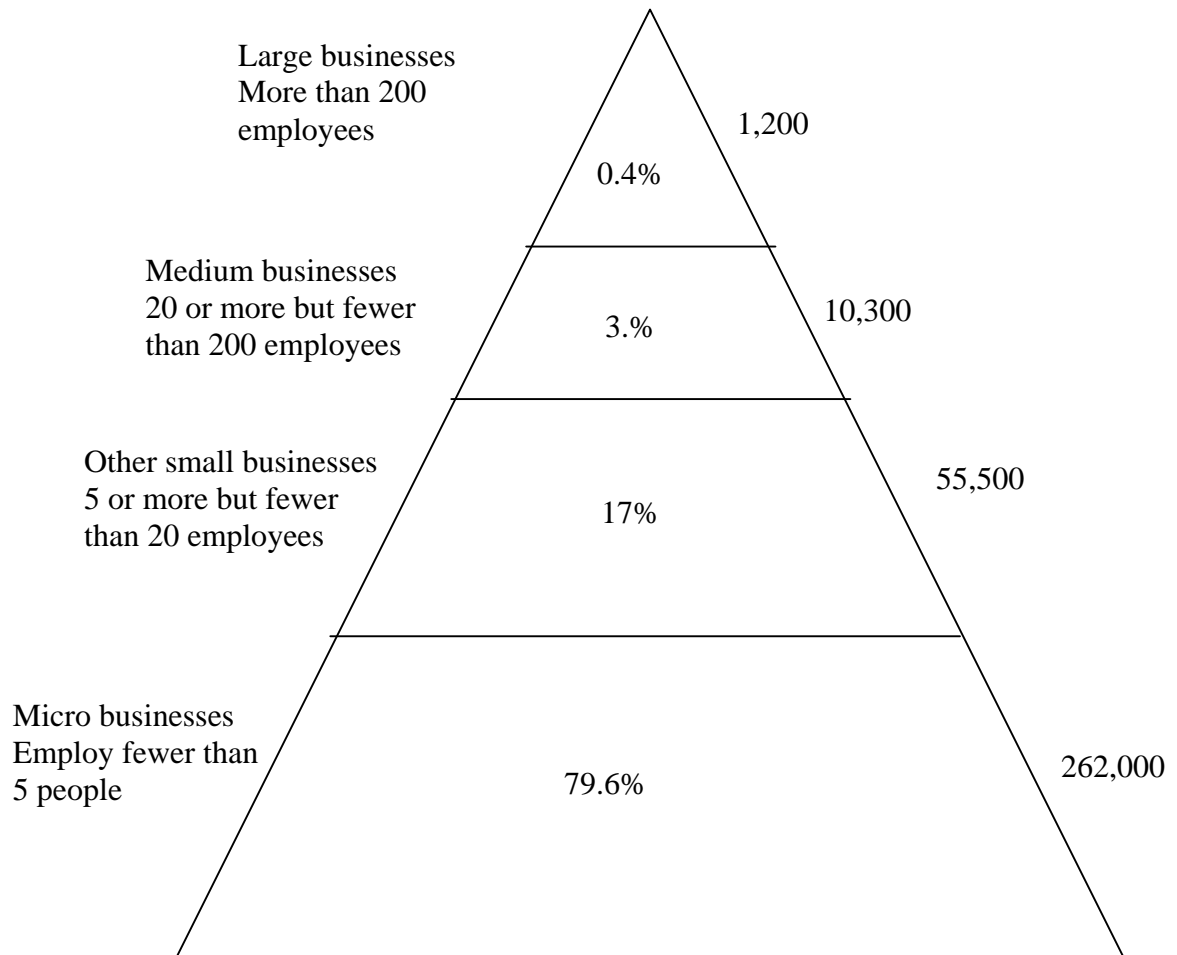 Large businesses
More than 200
employees
1,200
0.4%
Medium businesses
20 or more but fewer
than 200 employees
10,300
3.%
Other small businesses
5 or more but fewer
than 20 employees
55,500
17%
Micro businesses
Employ fewer than
5 people
262,000
79.6%